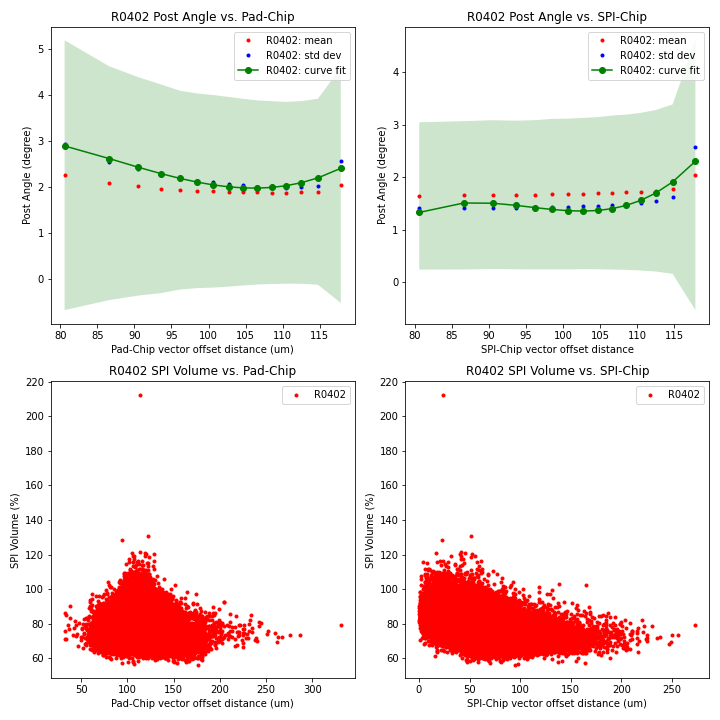 R0402 Post Angle vs. Pad-Chip
R0402: mean
R0402: std dev
R0402: curve fit
Post Angle (degree)
5
4
3
2
1
0
80 85 90 95 100 105 110 115
Pad-Chip vector offset distance (um)
R0402 Post Angle vs. SPI-Chip
R0402: mean
R0402: std dev
R0402: curve fit
Post Angle (degree)
4
3
2
1
0
80 85 90 95 100 105 110 115
SPI-Chip vector offset distance
R0402 SPI Volume vs. Pad-Chip
R0402
SPI Volume (%)
220
200
180
160
140
120
100
80
60
50 100 150 200 250 300
Pad-Chip vector offset distance (um)
R0402 SPI Volume vs. SPI-Chip
R0402
SPI Volume (%)
220
200
180
160
140
120
100
80
60
0 50 100 150 200 250
SPI-Chip vector offset distance (um)